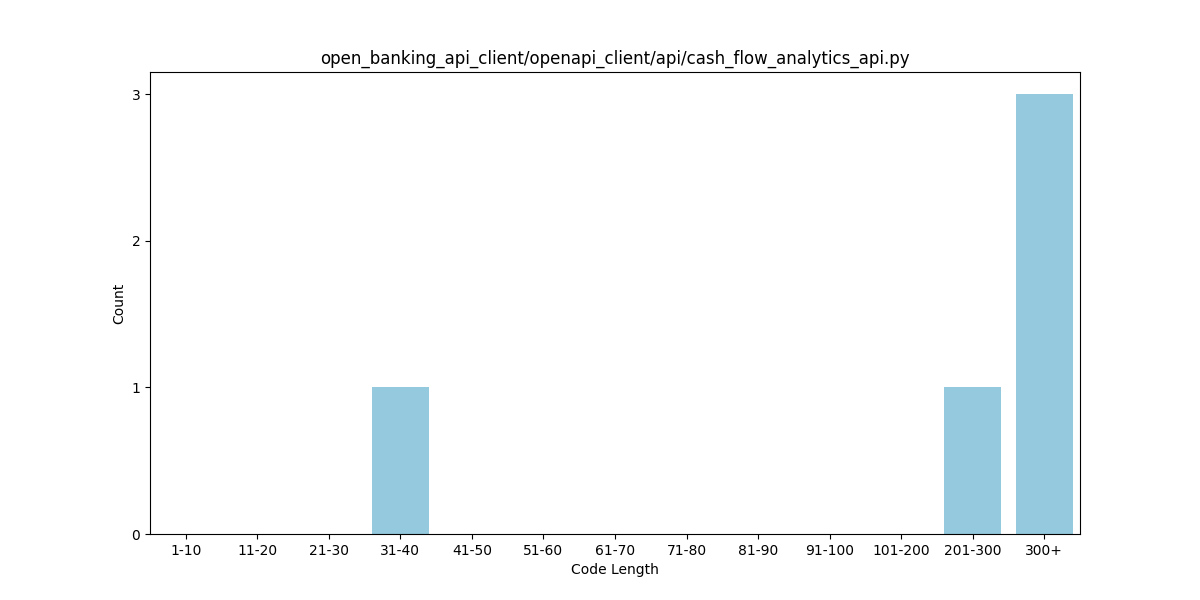 open_banking_api_client/openapi_client/api/cash_flow_analytics_api.py
3
2
1
0
Count
1-10 11-20 21-30 31-40 41-50 51-60 61-70 71-80 81-90 91-100 101-200 201-300 300+
Code Length